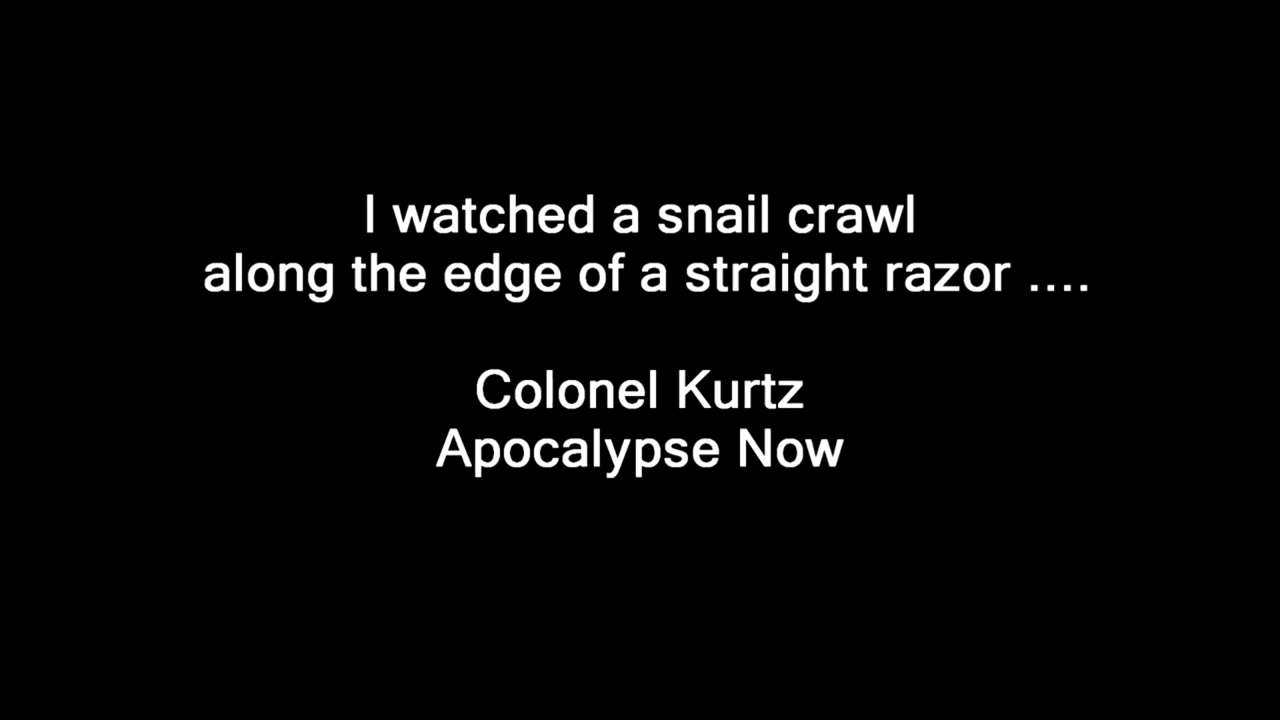 I watched a snail crawl
along the edge of a straight razor ....
Colonel Kurtz
Apocalypse Now